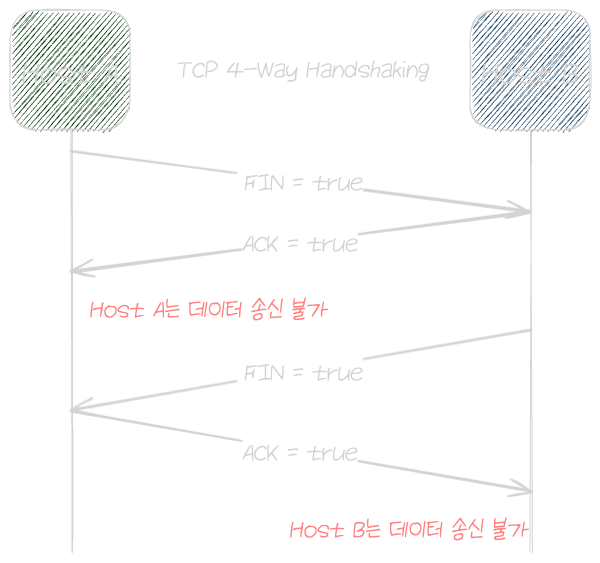 TCP 4-Way Handshaking
FIN = true
ACK = true
Host A는 데이터 송신 불가
FIN = true
ACK = true
Host B는 데이터 송신 불가